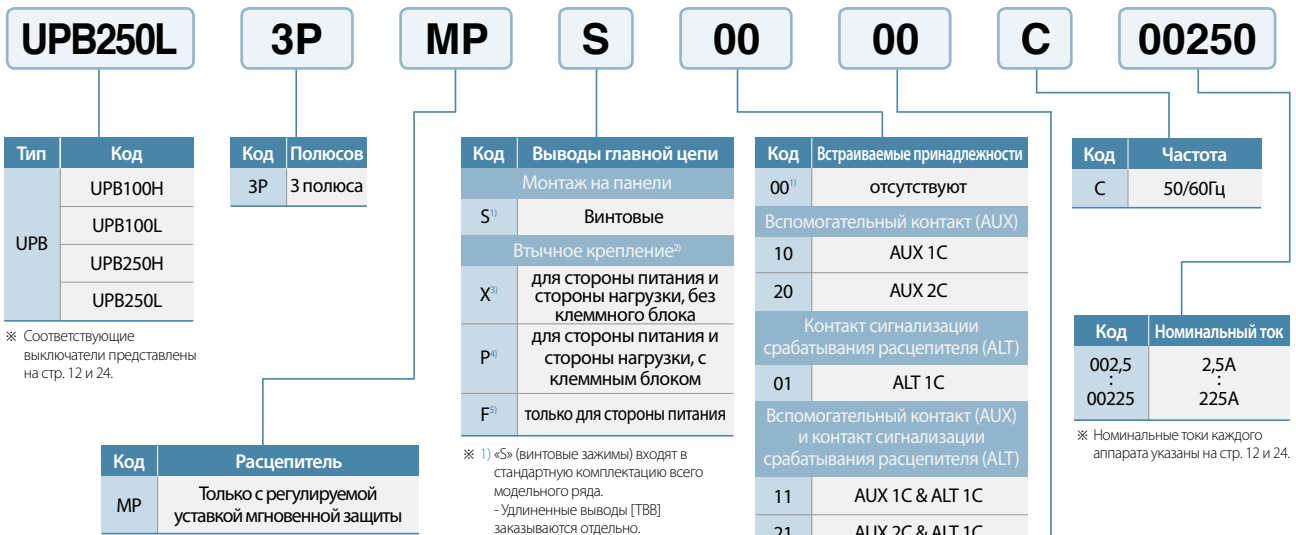 UPB250L 3P MP S 00 00 C 00250
Тип Код
UPB
UPB100H
UPB100L
UPB250H
UPB250L
※ Соответствующие
выключатели представлены
на стр. 12 и 24.
Код Полюсов
3P 3 полюса
Код Расцепитель
MP
Только с регулируемой
уставкой мгновенной защиты
Код Выводы главной цепи
Монтаж на панели
S1) Винтовые
Втычное крепление2)
X3)
для стороны питания и
стороны нагрузки, без
клеммного блока
P4)
для стороны питания и
стороны нагрузки, с
клеммным блоком
F5) только для стороны питания
※ 1) «S» (винтовые зажимы) входят в
стандартную комплектацию всего
модельного ряда.
- Удлиненные выводы [TBB]
заказываются отдельно.
Код Встраиваемые принадлежности
001) отсутствуют
Вспомогательный контакт (AUX)
10 AUX 1C
20 AUX 2C
Контакт сигнализации
срабатывания расцепителя (ALT)
01 ALT 1C
Вспомогательный контакт (AUX)
и контакт сигнализации
срабатывания расцепителя (ALT)
11 AUX 1C & ALT 1C
21 AUX 2C & ALT 1C
Код Частота
C 50/60Гц
Код Номинальный ток
002,5 2,5A
: :
00225 225A
※ Номинальные токи каждого
аппарата указаны на стр. 12 и 24.